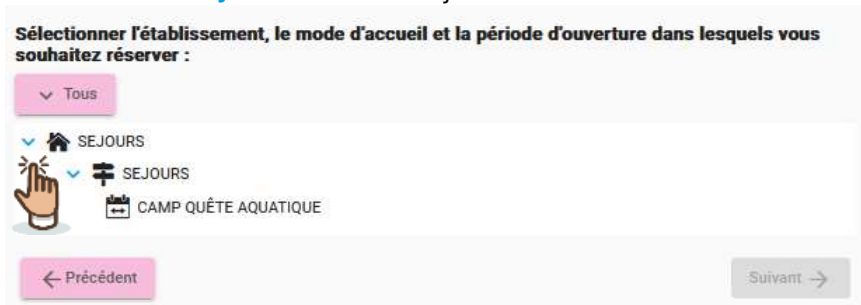 Sélectionner l'établissement, le mode d'accueil et la période d'ouverture dans lesquels vous
souhaitez réserver :
Tous
SEJOURS
SEJOURS
CAMP QUÊTE AQUATIQUE
Précédent
Suivant